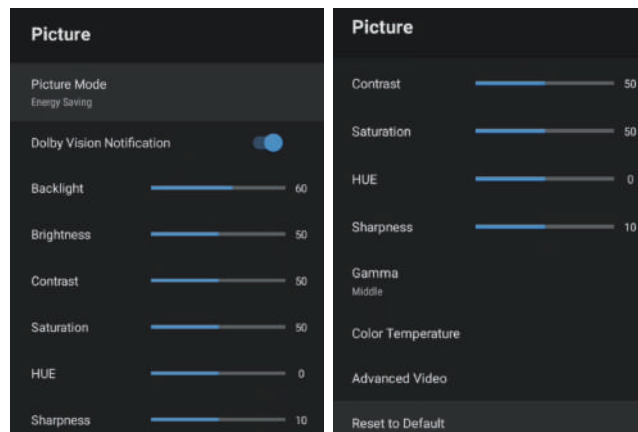 Picture
Picture Mode
Energy Saving
Dolby Vision Notification
Backlight 60
Brightness 50
Contrast 50
Saturation 50
HUE 0
Sharpness 10
Picture
Contrast 50
Saturation 50
HUE 0
Sharpness 10
Gamma
Middle
Color Temperature
Advanced Video
Reset to Default